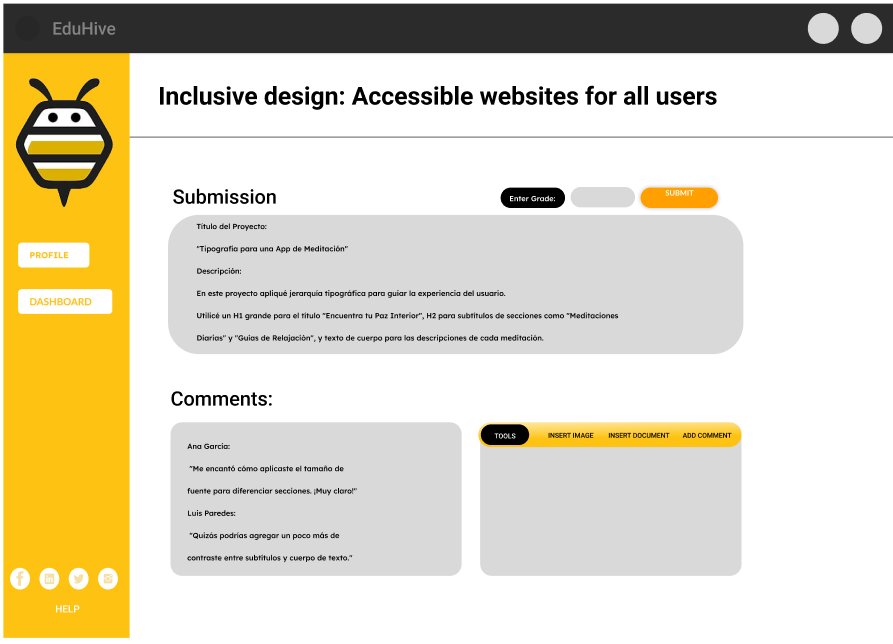 EduHive
Inclusive design: Accessible websites for all users
Submission
Enter Grade:
SUBMIT
Título del Proyecto:
"Tipografía para una App de Meditación"
Descripción:
En este proyecto apliqué jerarquía tipográfica para guiar la experiencia del usuario.
Utilicé un H1 grande para el título "Encuentra tu Paz Interior", H2 para subtítulos de secciones como "Meditaciones
Diarias" y "Guías de Relajación", y texto de cuerpo para las descripciones de cada meditación.
PROFILE
DASHBOARD
Comments:
Ana García:
"Me encantó cómo aplicaste el tamaño de
fuente para diferenciar secciones. ¡Muy claro!"
Luis Paredes:
"Quizás podrías agregar un poco más de
contraste entre subtítulos y cuerpo de texto."
TOOLS
INSERT IMAGE
INSERT DOCUMENT
ADD COMMENT
HELP